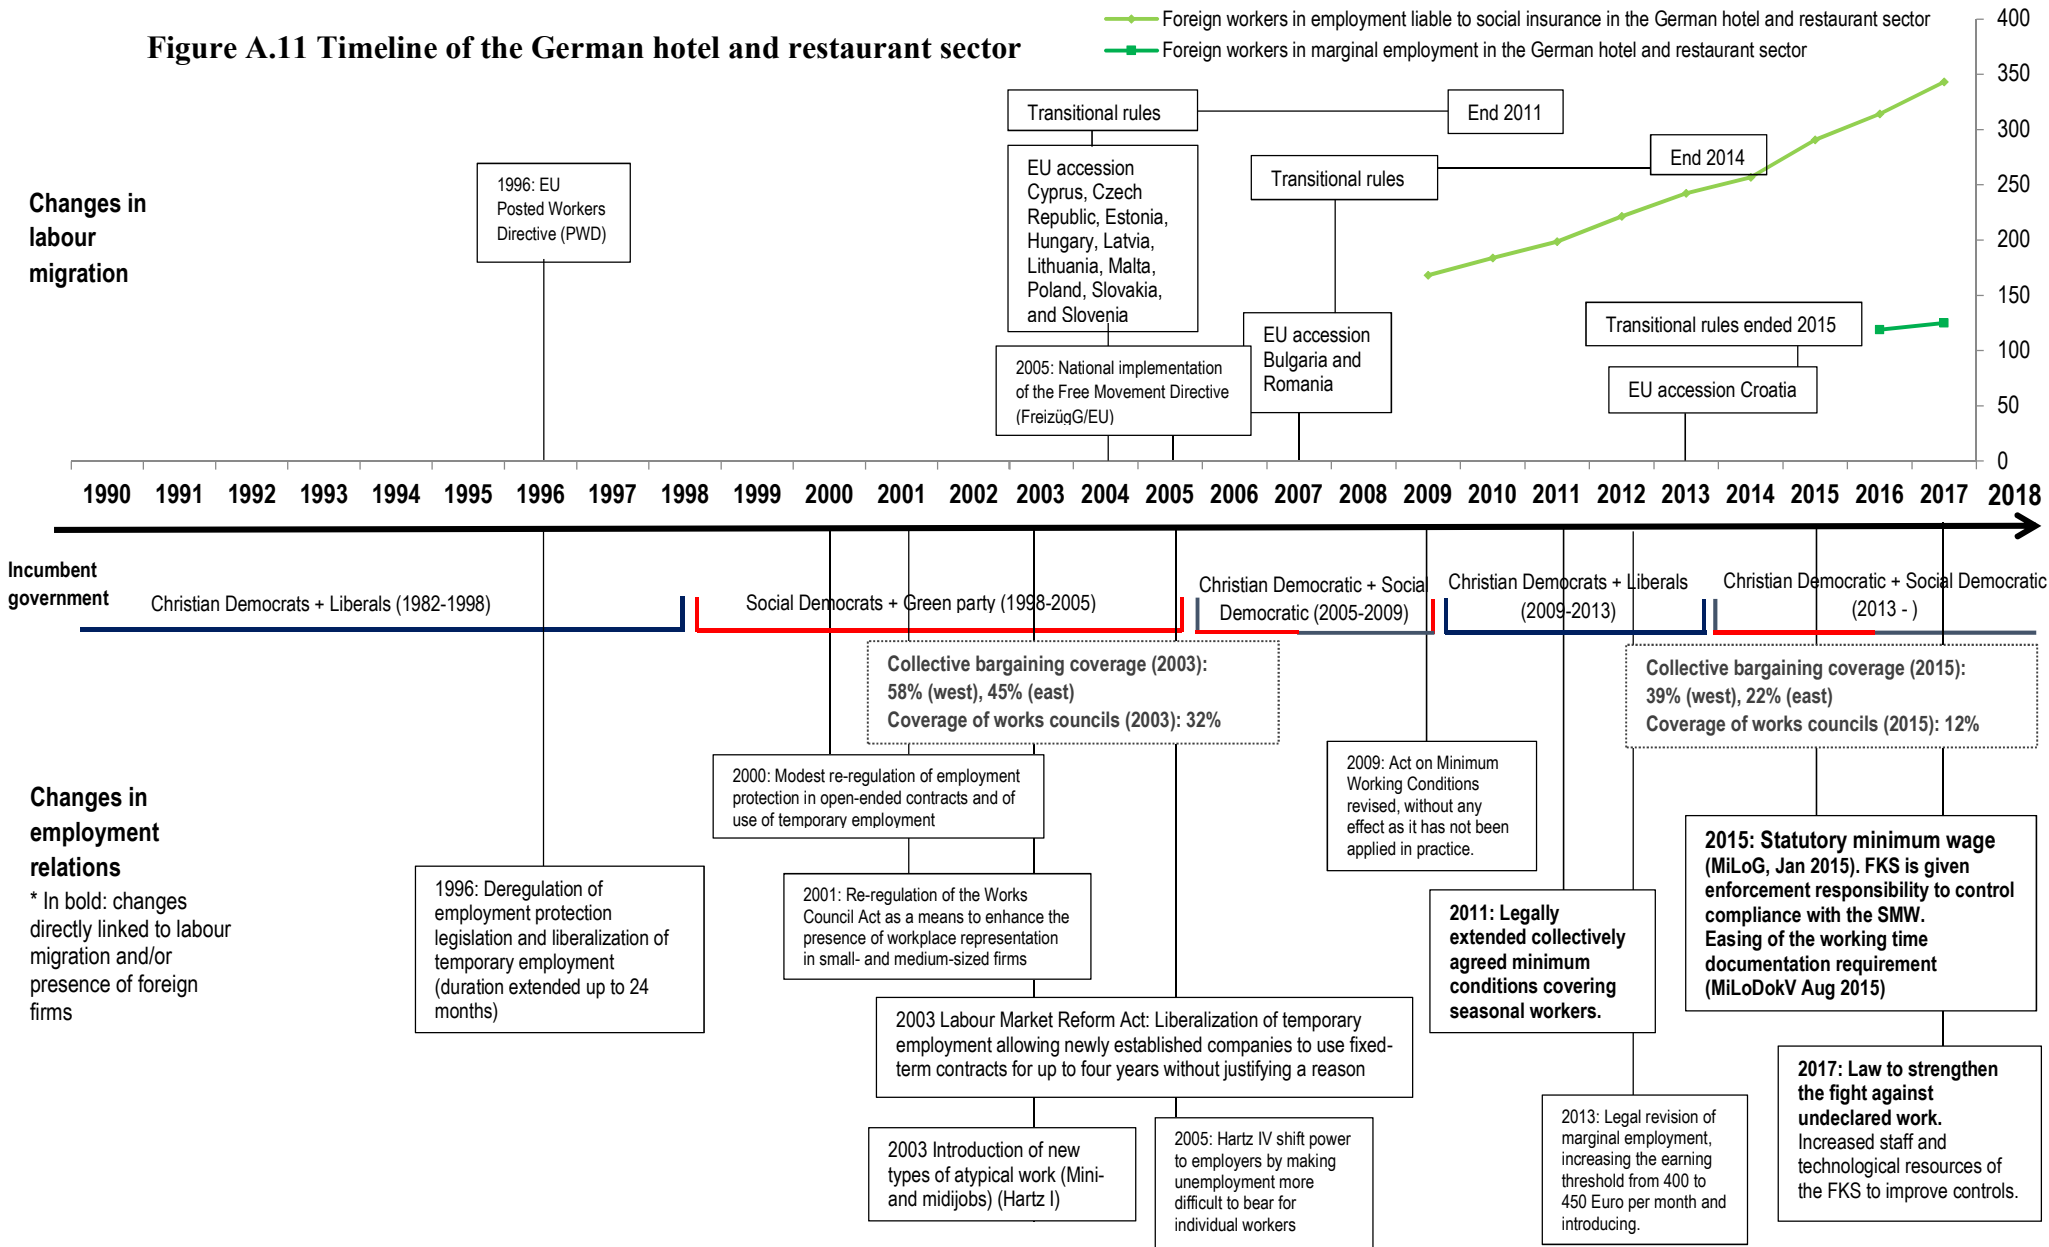 Figure A.11 Timeline of the German hotel and restaurant sector
Foreign workers in employment liable to social insurance in the German hotel and restaurant sector
Foreign workers in marginal employment in the German hotel and restaurant sector
400
350
300
250
200
150
100
50
0
Changes in
labour
migration
1996: EU
Posted Workers
Directive (PWD)
Transitional rules
End 2011
EU accession
Cyprus, Czech
Republic, Estonia,
Hungary, Latvia,
Lithuania, Malta,
Poland, Slovakia,
and Slovenia
2005: National implementation
of the Free Movement Directive
(FreizügG/EU)
Transitional rules
End 2014
EU accession
Bulgaria and
Romania
Transitional rules ended 2015
EU accession Croatia
1990 1991 1992 1993 1994 1995 1996 1997 1998 1999 2000 2001 2002 2003 2004 2005 2006 2007 2008 2009 2010 2011 2012 2013 2014 2015 2016 2017 2018
Incumbent
government
Christian Democrats + Liberals (1982-1998)
Social Democrats + Green party (1998-2005)
Christian Democratic + Social
Democratic (2005-2009)
Christian Democrats + Liberals
(2009-2013)
Christian Democratic + Social Democratic
(2013 - )
Collective bargaining coverage (2003):
58% (west), 45% (east)
Coverage of works councils (2003): 32%
Collective bargaining coverage (2015):
39% (west), 22% (east)
Coverage of works councils (2015): 12%
Changes in
employment
relations
* In bold: changes
directly linked to labour
migration and/or
presence of foreign
firms
1996: Deregulation of
employment protection
legislation and liberalization of
temporary employment
(duration extended up to 24
months)
2000: Modest re-regulation of employment
protection in open-ended contracts and of
use of temporary employment
2001: Re-regulation of the Works
Council Act as a means to enhance the
presence of workplace representation
in small- and medium-sized firms
2003 Labour Market Reform Act: Liberalization of temporary
employment allowing newly established companies to use fixed-
term contracts for up to four years without justifying a reason
2003 Introduction of new
types of atypical work (Mini-
and midijobs) (Hartz I)
2005: Hartz IV shift power
to employers by making
unemployment more
difficult to bear for
individual workers
2009: Act on Minimum
Working Conditions
revised, without any
effect as it has not been
applied in practice.
2011: Legally
extended collectively
agreed minimum
conditions covering
seasonal workers.
2013: Legal revision of
marginal employment,
increasing the earning
threshold from 400 to
450 Euro per month and
introducing.
2015: Statutory minimum wage
(MiLoG, Jan 2015). FKS is given
enforcement responsibility to control
compliance with the SMW.
Easing of the working time
documentation requirement
(MiLoDokV Aug 2015)
2017: Law to strengthen
the fight against
undeclared work.
Increased staff and
technological resources of
the FKS to improve controls.